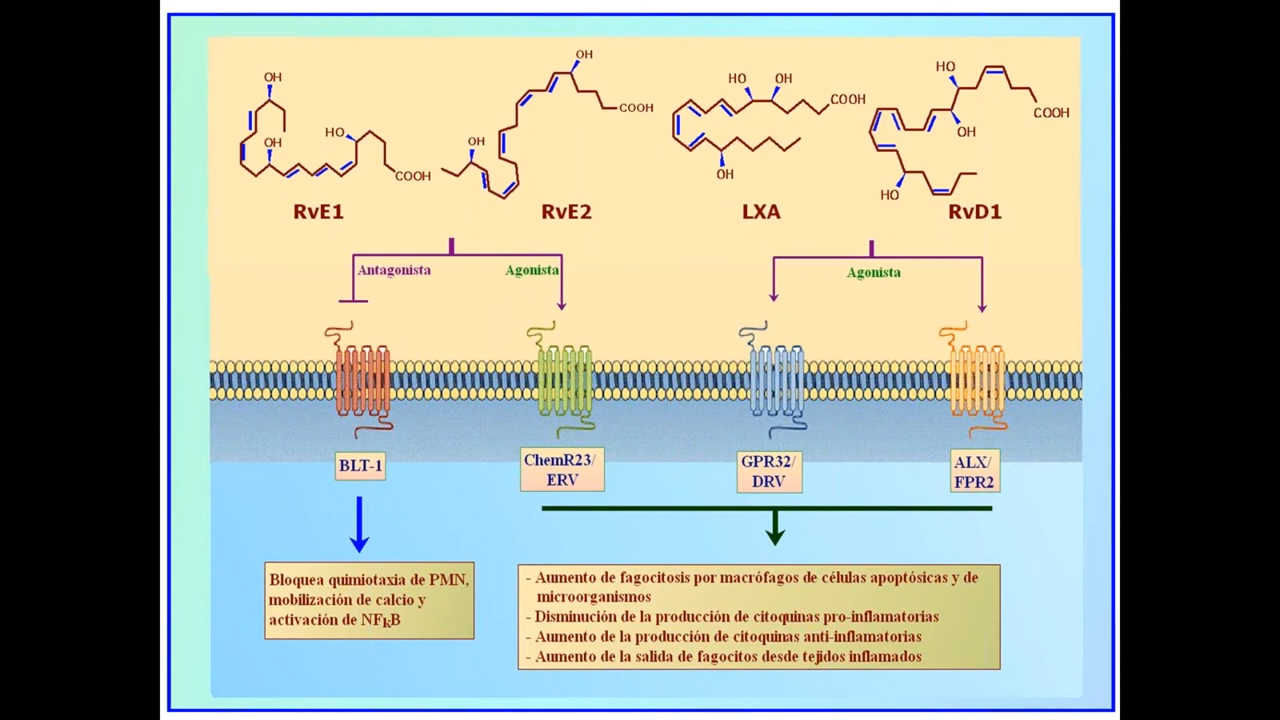 OH
OH
HO
COOH
RvE1
OH
COOH
OH
RvE2
HO
OH
COOH
OH
LXA
HO
COOH
OH
HO
RvD1
Antagonista
Agonista
Agonista
BLT-1
ChemR23/
ERV
GPR32/
DRV
ALX/
FPR2
Bloquea quimiotaxia de PMN,
mobilización de calcio y
activación de NFkB
- Aumento de fagocitosis por macrófagos de células apoptósicas y de
microorganismos
- Disminución de la producción de citoquinas pro-inflamatorias
- Aumento de la producción de citoquinas anti-inflamatorias
- Aumento de la salida de fagocitos desde tejidos inflamados